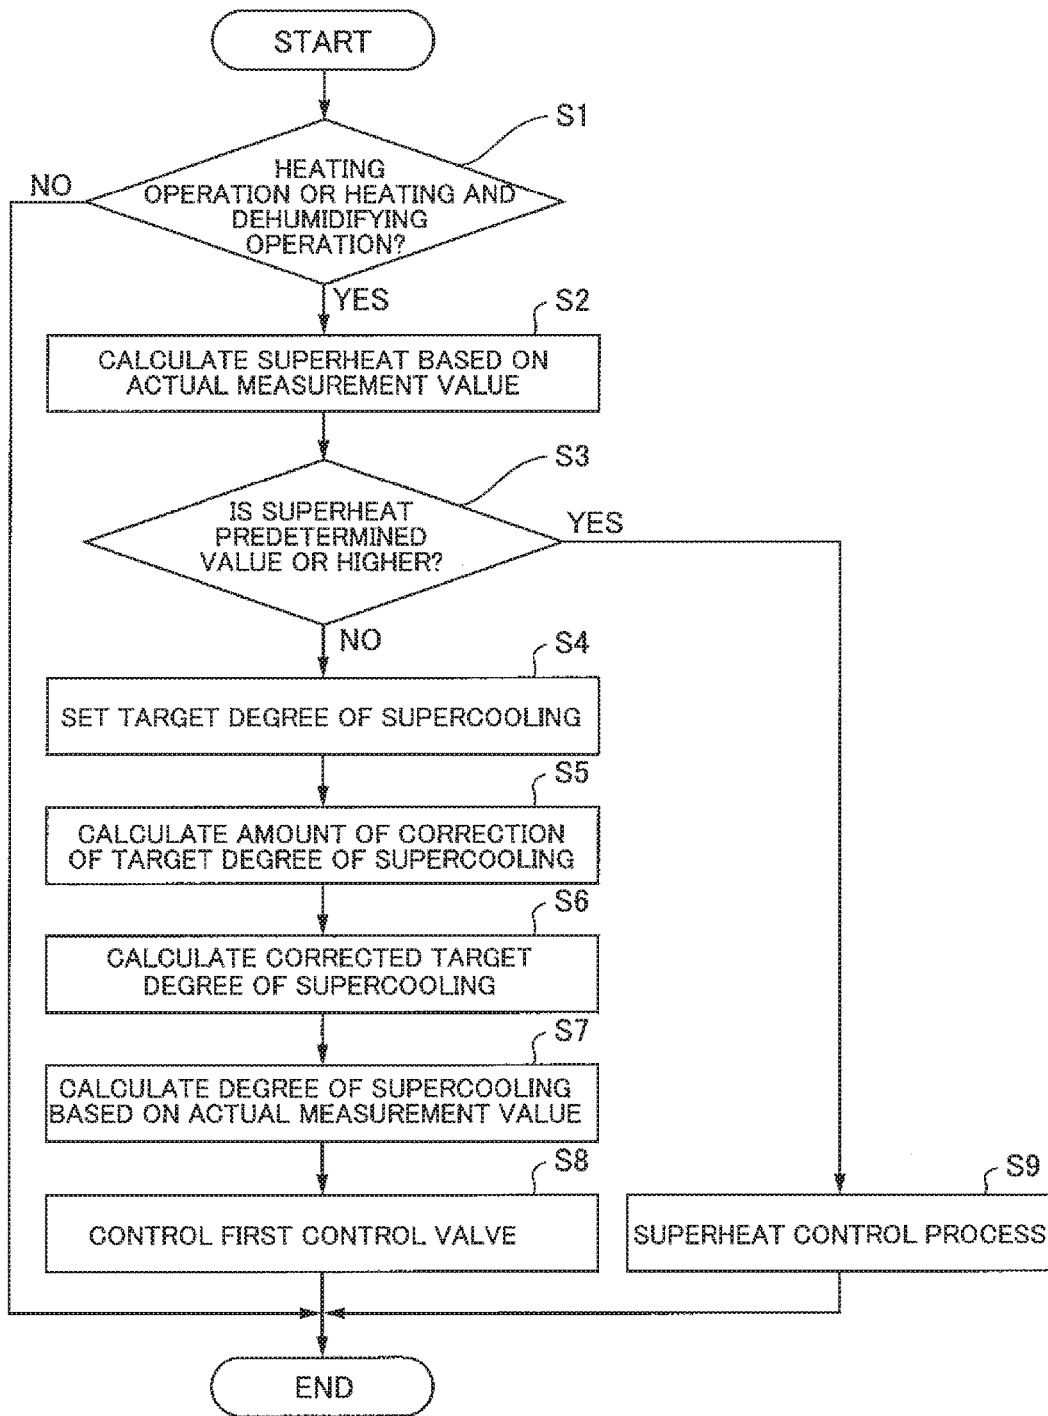 START
S1
HEATING
OPERATION OR HEATING AND
DEHUMIDIFYING
OPERATION?
NO
YES
S2
CALCULATE SUPERHEAT BASED ON
ACTUAL MEASUREMENT VALUE
S3
IS SUPERHEAT
PREDETERMINED
VALUE OR HIGHER?
YES
NO
S4
SET TARGET DEGREE OF SUPERCOOLING
S5
CALCULATE AMOUNT OF CORRECTION
OF TARGET DEGREE OF SUPERCOOLING
S6
CALCULATE CORRECTED TARGET
DEGREE OF SUPERCOOLING
S7
CALCULATE DEGREE OF SUPERCOOLING
BASED ON ACTUAL MEASUREMENT VALUE
S8
CONTROL FIRST CONTROL VALVE
S9
SUPERHEAT CONTROL PROCESS
END